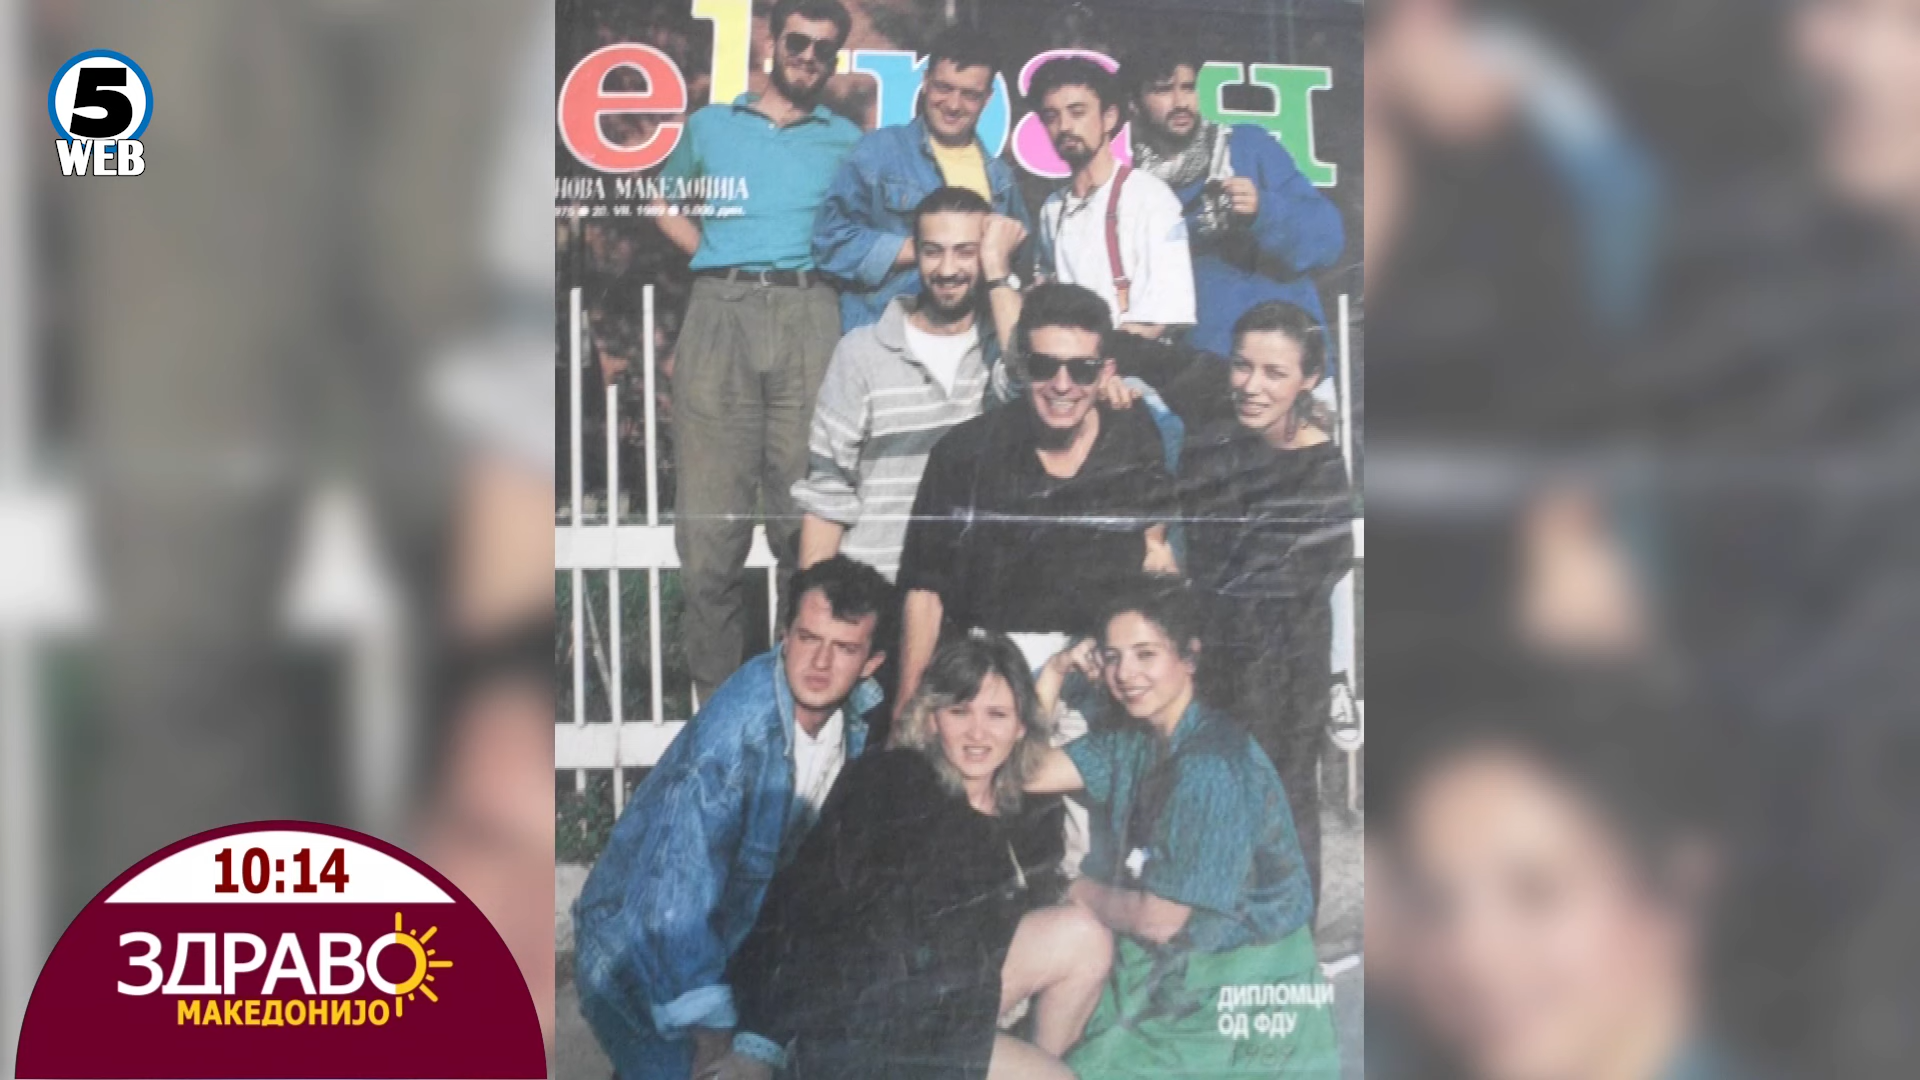 5
WEB
НОВА МАКЕДОНИЈА
ДИПЛОМЦИ
ОД ФДУ
10:14
ЗДРАВО
МАКЕДОНИЈО